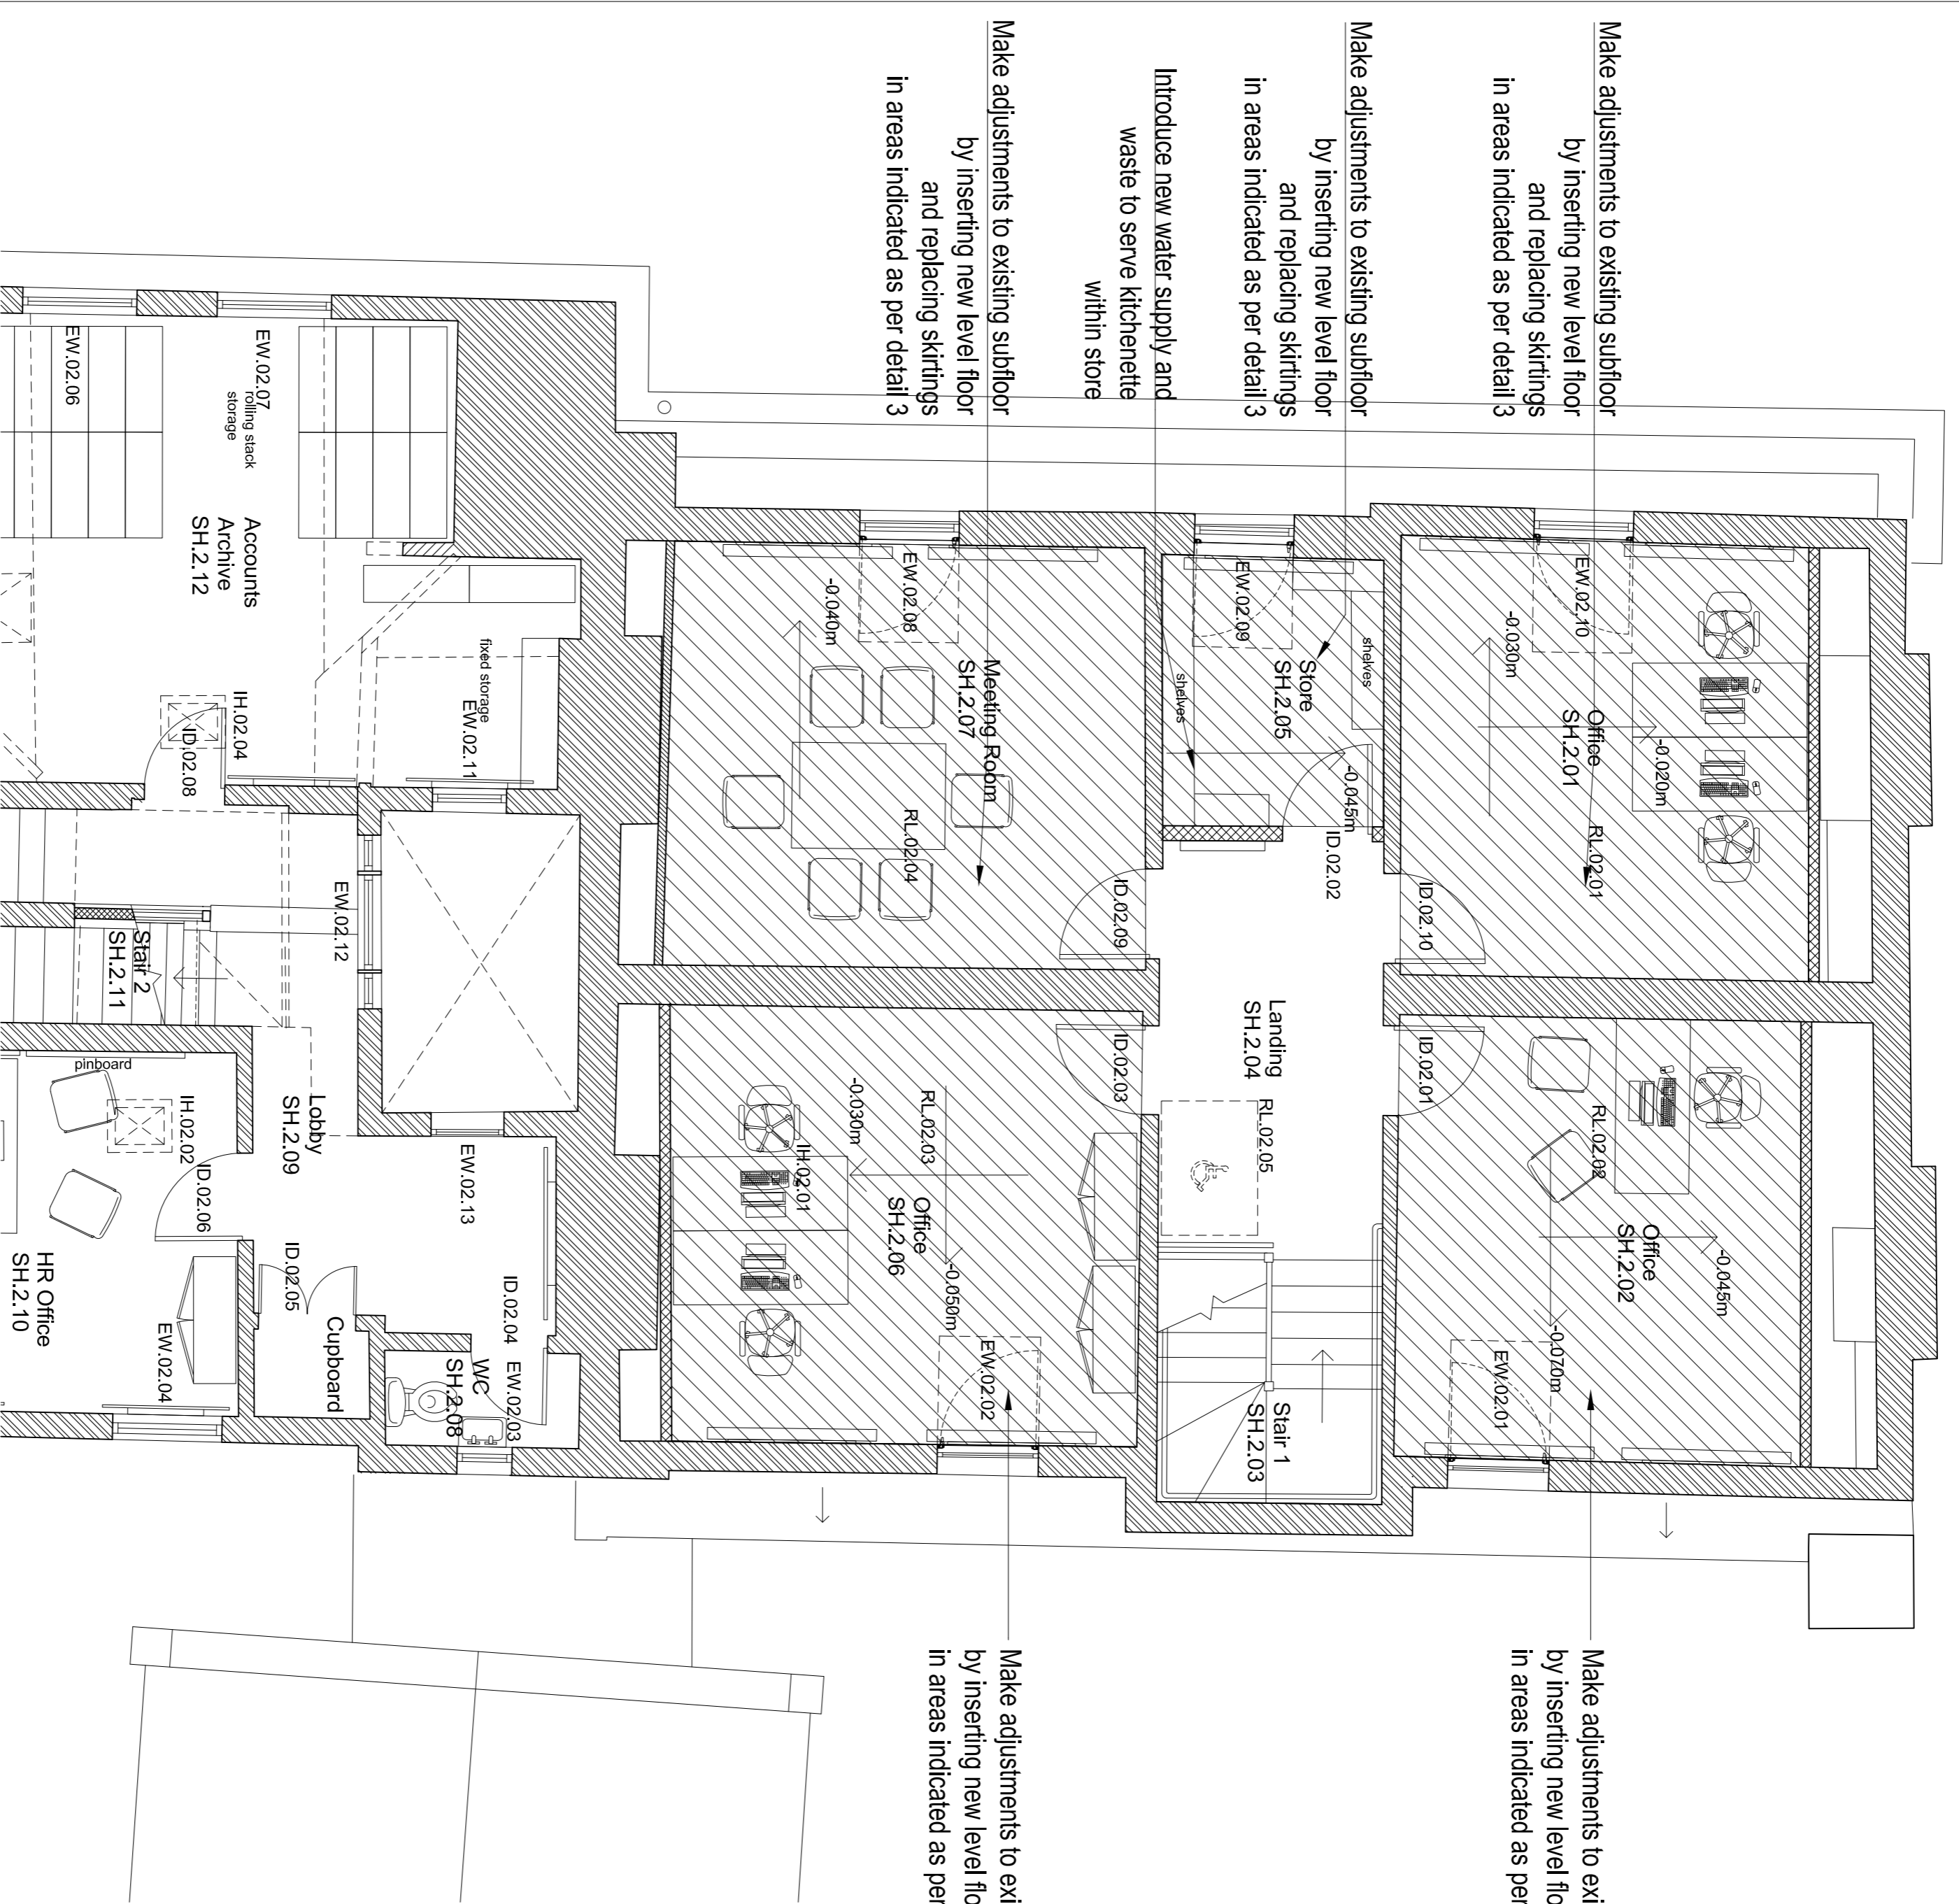 Make adjustments to existing subfloor
by inserting new level floor
and replacing skirtings
in areas indicated as per detail 3
Make adjustments to existing subfloor
by inserting new level floor
and replacing skirtings
in areas indicated as per detail 3
Introduce new water supply and
waste to serve kitchenette
within store
Make adjustments to existing subfloor
by inserting new level floor
and replacing skirtings
in areas indicated as per detail 3
EW.02.10
-0.030m
Office
SH.2.01
-0.020m
RL.02.01
ID.02.10
EW.02.09
shelves
Store
SH.2.05
shelves
-0.045m
ID.02.02
EW.02.08
-0.040m
Meeting Room
SH.2.07
RL.02.04
ID.02.09
EW.02.07
rolling stack
storage
EW.02.06
Accounts
Archive
SH.2.12
fixed storage
EW.02.11
IH.02.04
ID.02.08
EW.02.12
Stair 2
SH.2.11
Landing
SH.2.04
ID.02.01
ID.02.03
RL.02.05
RL.02.02
Office
SH.2.02
-0.045m
-0.070m
EW.02.01
RL.02.03
-0.030m
IH.02.01
Office
SH.2.06
-0.050m
EW.02.02
Stair 1
SH.2.03
pinboard
IH.02.02
Lobby
SH.2.09
ID.02.06
EW.02.13
ID.02.05
ID.02.04
EW.02.03
Cupboard
WC
SH.2.08
HR Office
SH.2.10
EW.02.04
Make adjustments to exi
by inserting new level flo
in areas indicated as per
Make adjustments to exi
by inserting new level flo
in areas indicated as per